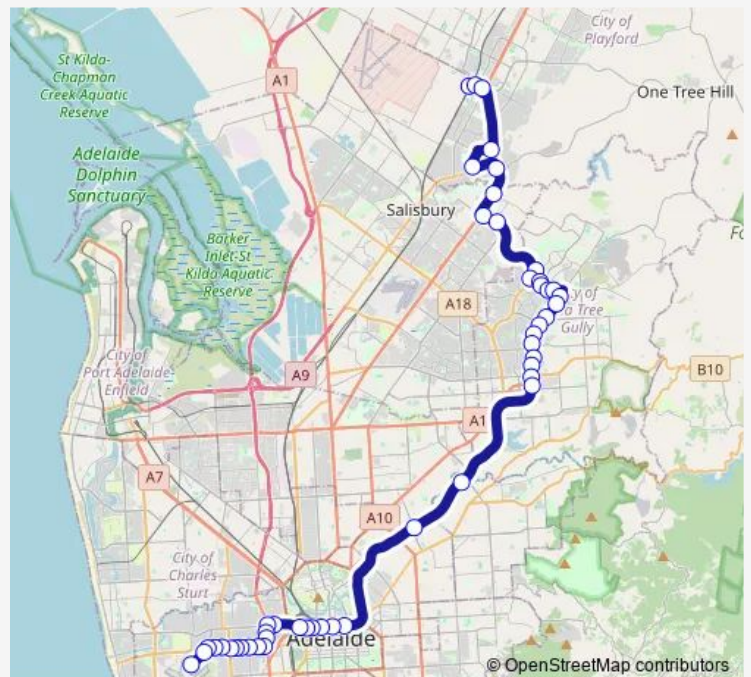 City of
Playford
St Kilda-
Chapman
Creek Aquatic
Reserve
A1
One Tree Hill
Adelaide
Dolphin
Sanctuary
Salisbury
Barker
Inlet-St
Kilda Aquatic
Reserve
A18
Gully
City of
Port Adelaide
Enfield
A9
B10
A1
A7
A10
City of
Charles
Sturt
Adelaide
© OpenStreetMap contributors